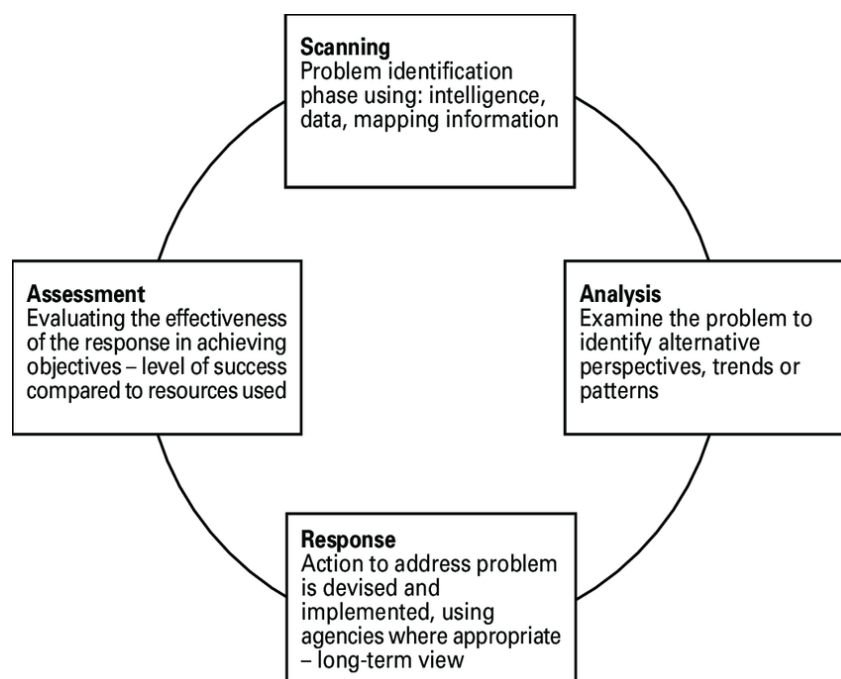 Scanning
Problem identification
phase using: intelligence,
data, mapping information
Assessment
Evaluating the effectiveness
of the response in achieving
objectives – level of success
compared to resources used
Analysis
Examine the problem to
identify alternative
perspectives, trends or
patterns
Response
Action to address problem
is devised and
implemented, using
agencies where appropriate
– long-term view